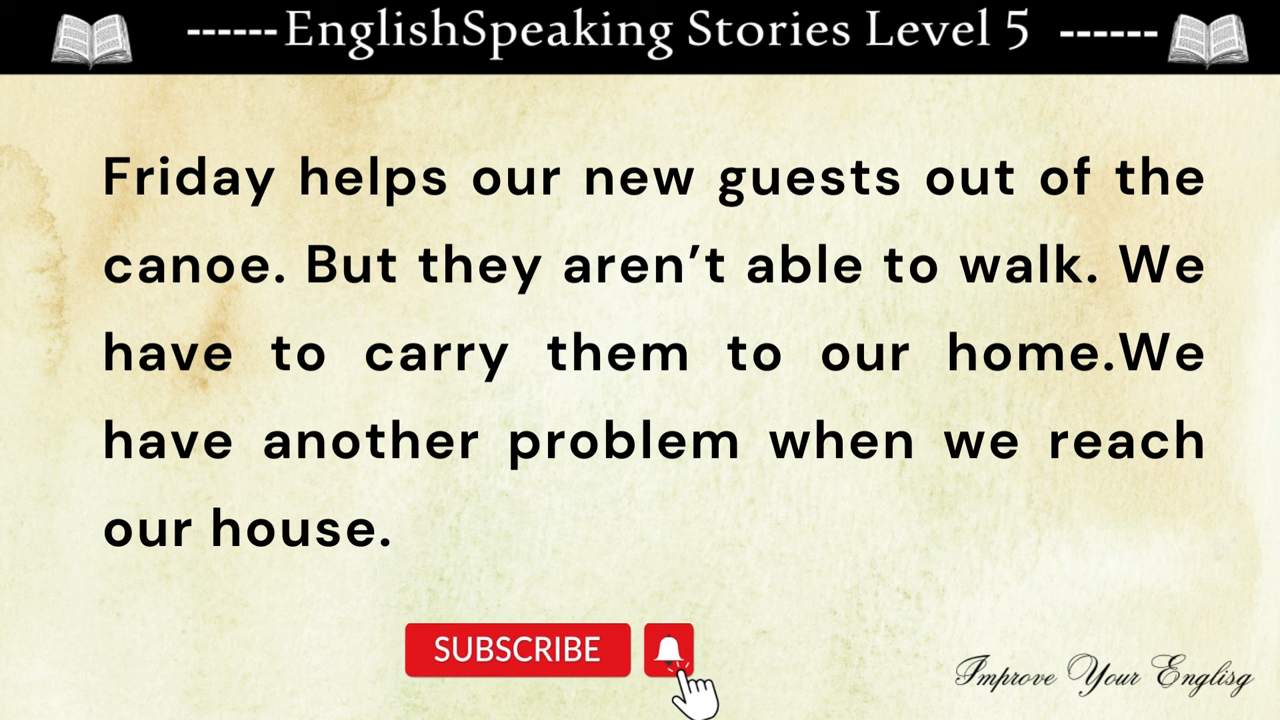 ------EnglishSpeaking Stories Level 5 ------
Friday helps our new guests out of the
canoe. But they aren’t able to walk. We
have to carry them to our home.We
have another problem when we reach
our house.
SUBSCRIBE
Improve Your Englisg